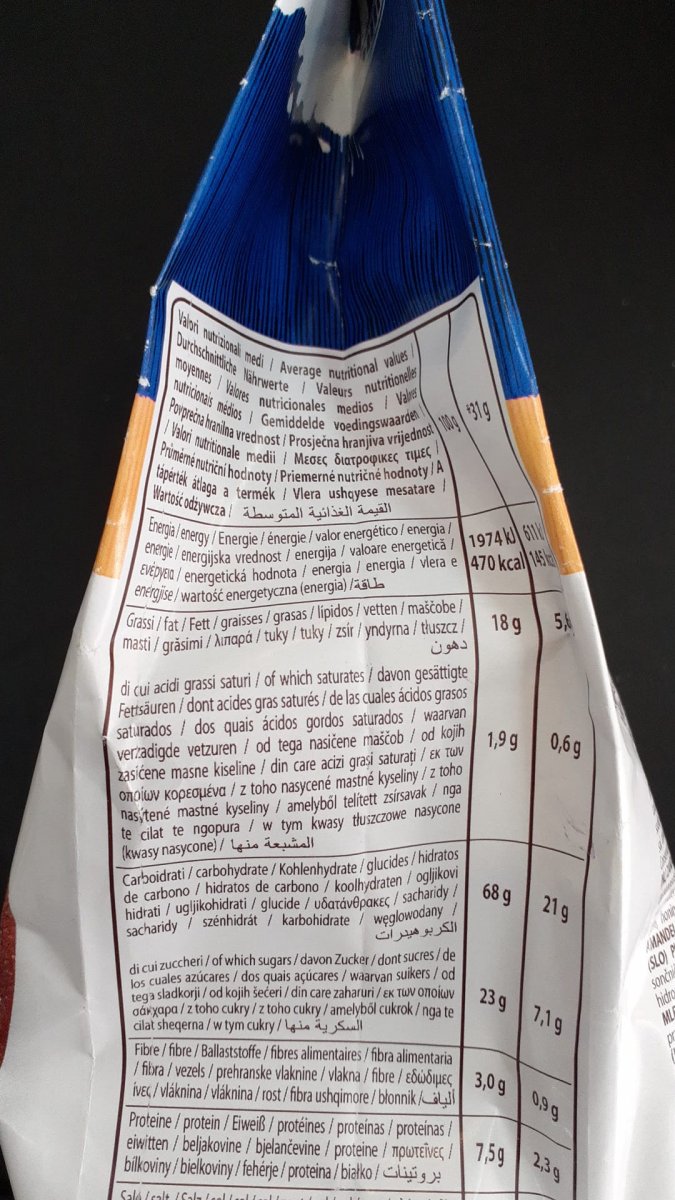 Valori nutrizionali medi / Average nutritional values /
Durchschnittliche Nährwerte / Valeurs nutritionelles
moyennes / Valores nutricionales medios / Valores
nutricionais médios / Gemiddelde voedingswaarden
Povprečna hranilna vrednost / Prosječna hranjiva vrijednost
/ Valori nutriționale medii / Μεσες διατροφικες τιμες /
Průměrné nutriční hodnoty / Priemerné nutričné hodnoty / A
tápérték átlaga a termék / Vlera ushqyese mesatare /
Wartość odżywcza / القيمة الغذائية المتوسطة
100 g
*31 g
Energia / energy / Energie / énergie / valor energético / energia /
energie / energijska vrednost / energija / valoare energetică /
ενέργεια / energetická hodnota / energia / energia / vlera e
energjise / wartość energetyczna (energia) / طاقة
1974 kJ
470 kcal
611 kJ
145 kcal
Grassi / fat / Fett / graisses / grasas / lípidos / vetten / maščobe /
masti / grăsimi / λιπαρά / tuky / tuky / zsír / yndyrna / tłuszcz /
دهون
18 g
5,6
di cui acidi grassi saturi / of which saturates / davon gesättigte
Fettsäuren / dont acides gras saturés / de las cuales ácidos grasos
saturados / dos quais ácidos gordos saturados / waarvan
verzadigde vetzuren / od tega nasičene maščob / od kojih
zasićene masne kiseline / din care acizi grași saturați / εκ των
οποίων κορεσμένα / z toho nasycené mastné kyseliny / z toho
nasýtené mastné kyseliny / amelyből telített zsírsavak / nga
te cilat te ngopura / w tym kwasy tłuszczowe nasycone
(kwasy nasycone) / المشبعة منها
1,9 g
0,6 g
Carboidrati / carbohydrate / Kohlenhydrate / glucides / hidratos
de carbono / hidratos de carbono / koolhydraten / ogljikovi
hidrati / ugljikohidrati / glucide / υδατάνθρακες / sacharidy /
sacharidy / szénhidrát / karbohidrate / węglowodany /
الكربوهيدرات
68 g
21 g
di cui zuccheri / of which sugars / davon Zucker / dont sucres / de
los cuales azúcares / dos quais açúcares / waarvan suikers / od
tega sladkorji / od kojih šećeri / din care zaharuri / εκ των οποίων
σάκχαρα / z toho cukry / z toho cukry / amelyből cukrok / nga te
cilat sheqerna / w tym cukry / السكرية منها
23 g
7,1 g
Fibre / fibre / Ballaststoffe / fibres alimentaires / fibra alimentaria
/ fibra / vezels / prehranske vlaknine / vlakna / fibre / εδώδιμες
ίνες / vláknina / vláknina / rost / fibra ushqimore / błonnik / ألياف
3,0 g
0,9 g
Proteine / protein / Eiweiß / protéines / proteínas / proteínas /
eiwitten / beljakovine / bjelančevine / proteine / πρωτεΐνες /
bílkoviny / bielkoviny / fehérje / proteina / białko / بروتينات
7,5 g
2,3 g